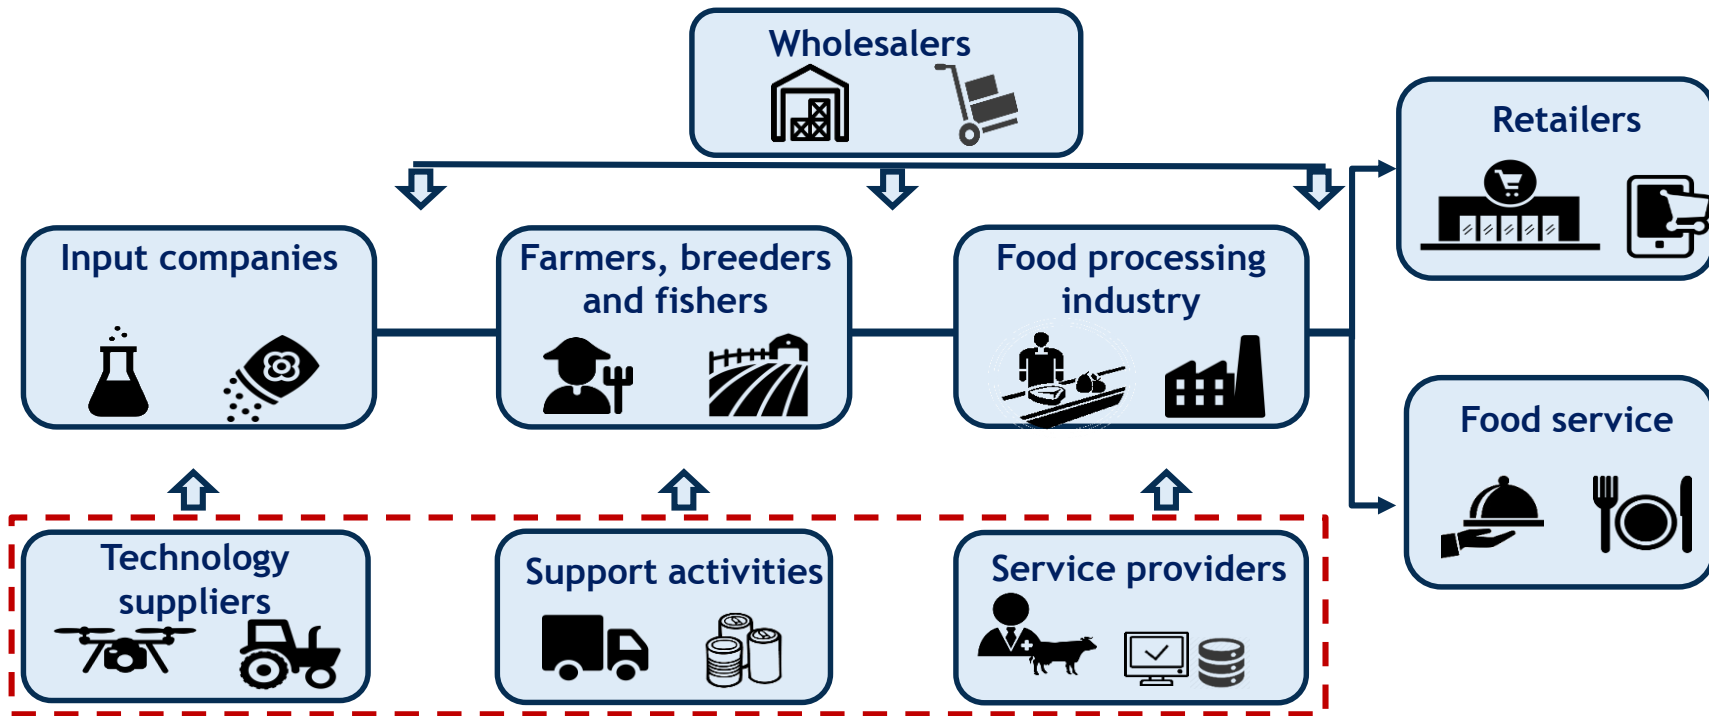 Wholesalers
Retailers
Input companies
Farmers, breeders
and fishers
Food processing
industry
Food service
Technology
suppliers
Support activities
Service providers